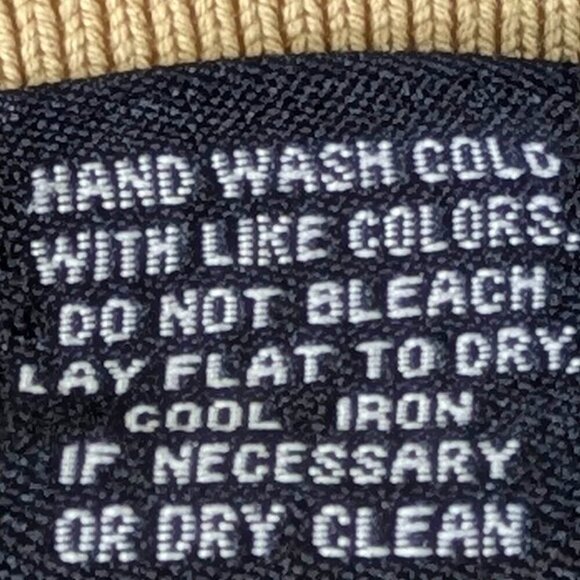 HAND WASH COLD
WITH LIKE COLORS.
DO NOT BLEACH
LAY FLAT TO DRY.
COOL IRON
IF NECESSARY
OR DRY CLEAN